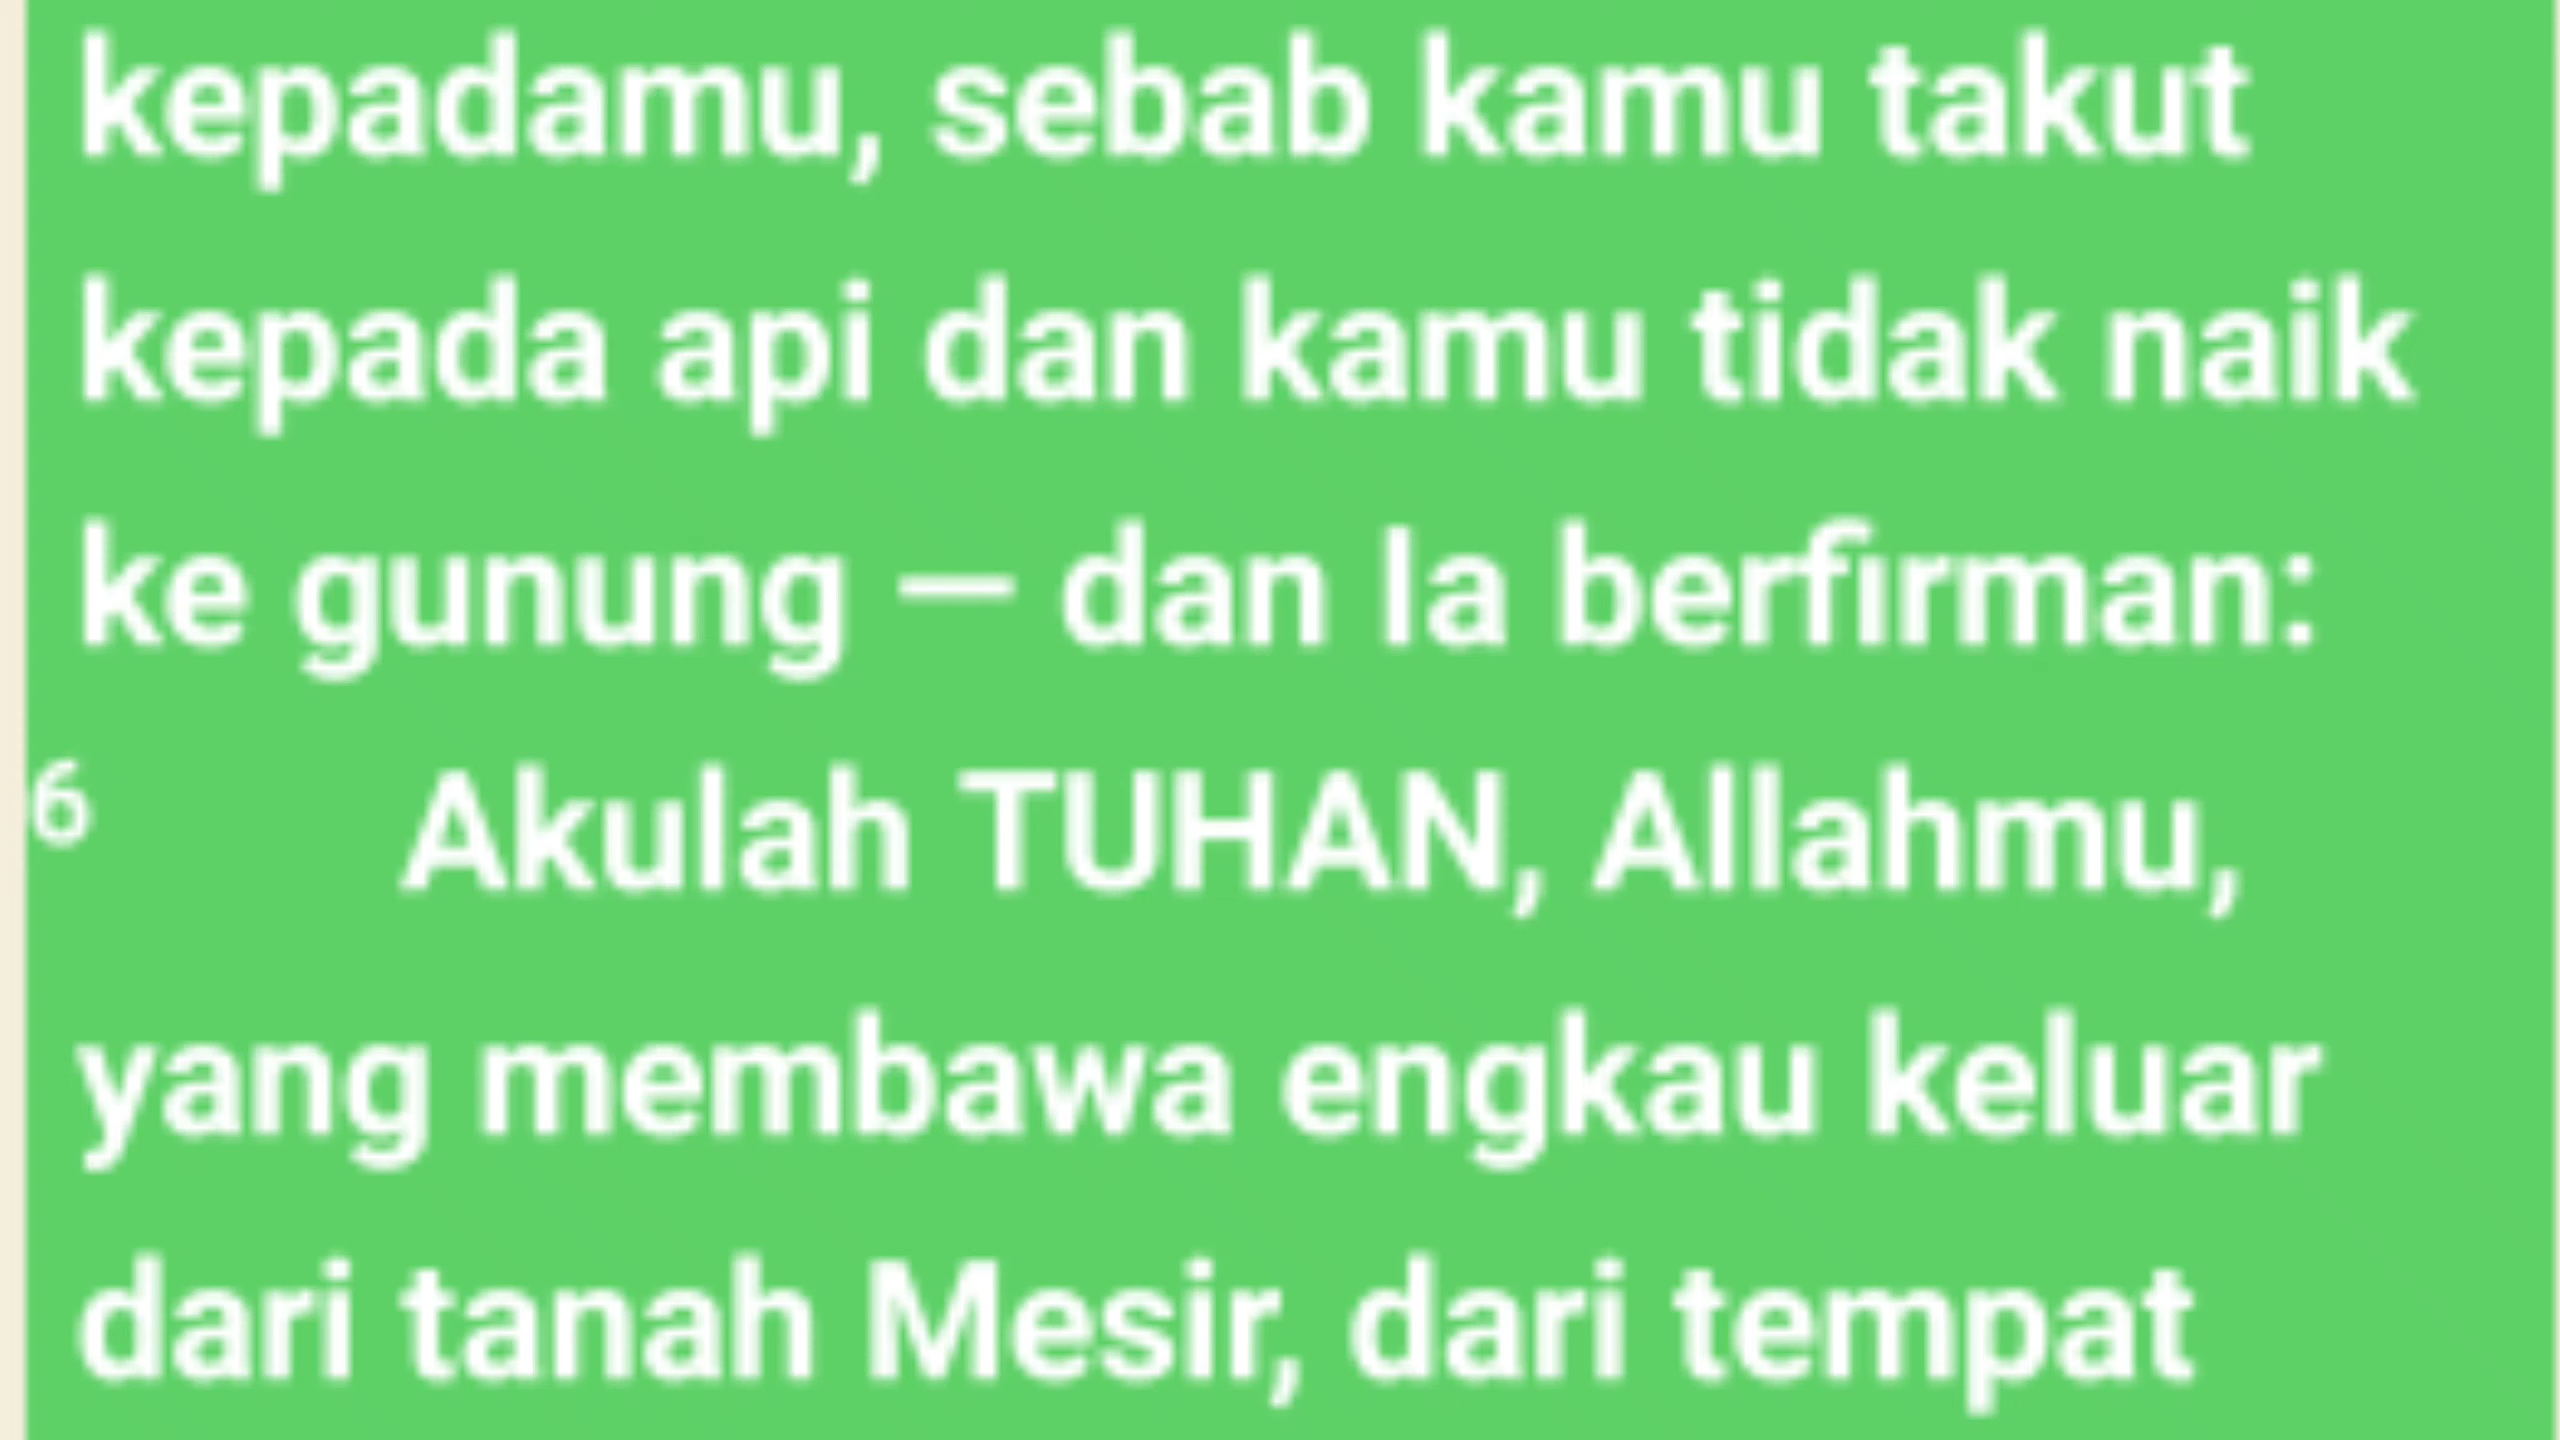 kepadamu, sebab kamu takut
kepada api dan kamu tidak naik
ke gunung — dan Ia berfirman:
6 Akulah TUHAN, Allahmu,
yang membawa engkau keluar
dari tanah Mesir, dari tempat